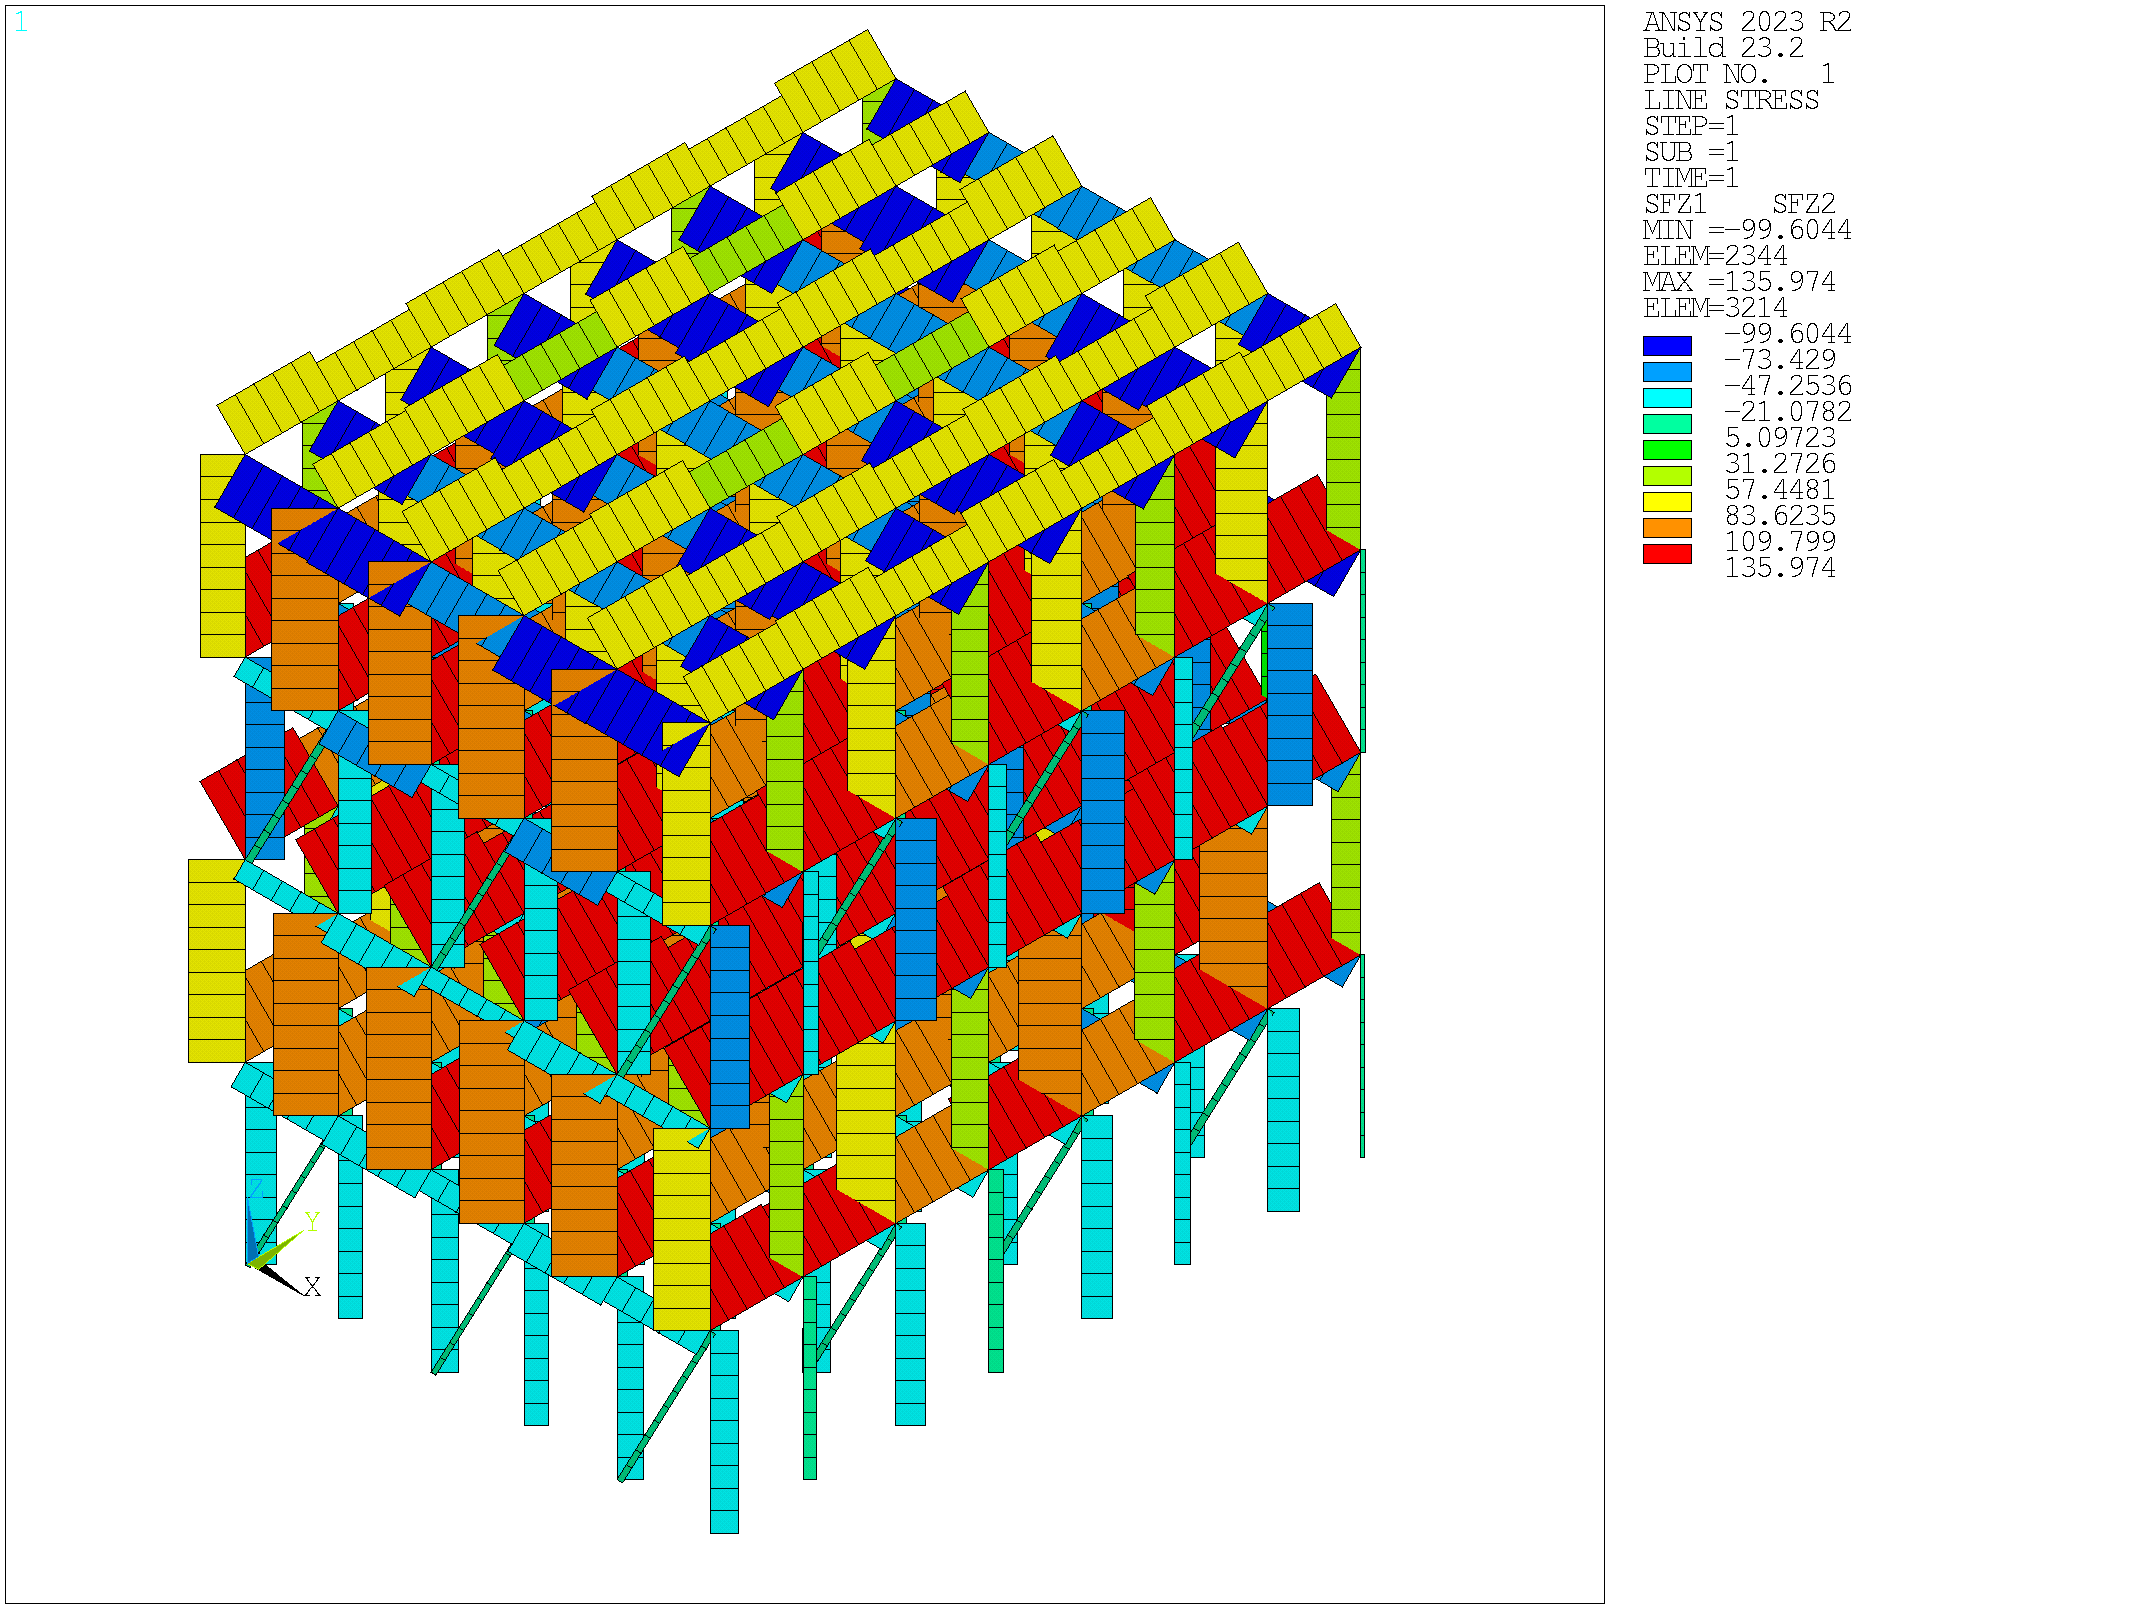 1
ANSYS 2023 R2
Build 23.2
PLOT NO. 1
LINE STRESS
STEP=1
SUB =1
TIME=1
SFZ1 SFZ2
MIN =-99.6044
ELEM=2344
MAX =135.974
ELEM=3214
-99.6044
-73.429
-47.2536
-21.0782
5.09723
31.2726
57.4481
83.6235
109.799
135.974
Z
Y
X